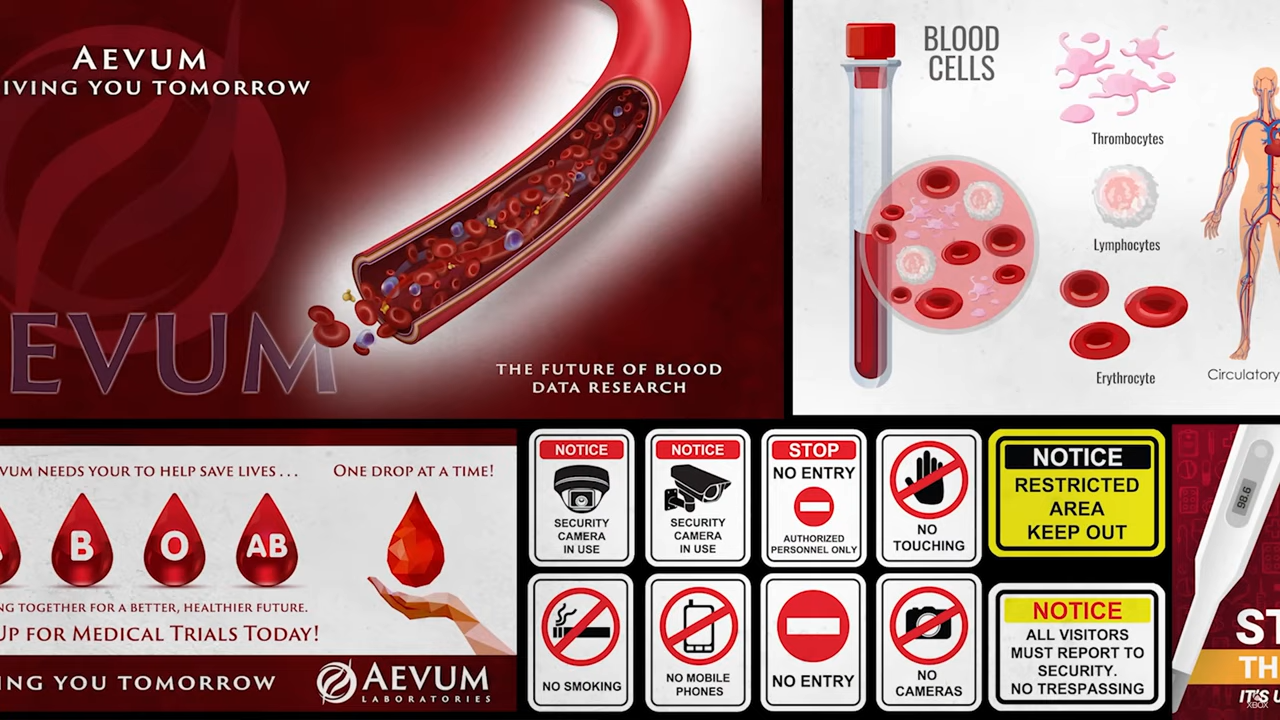 AEVUM
IVING YOU TOMORROW
EVUM
THE FUTURE OF BLOOD
DATA RESEARCH
BLOOD
CELLS
Thrombocytes
Lymphocytes
Erythrocyte
Circulatory
VUM NEEDS YOUR TO HELP SAVE LIVES . . .
ONE DROP AT A TIME!
B
O
AB
NG TOGETHER FOR A BETTER, HEALTHIER FUTURE.
UP FOR MEDICAL TRIALS TODAY!
NG YOU TOMORROW
AEVUM
LABORATORIES
NOTICE
SECURITY
CAMERA
IN USE
NOTICE
SECURITY
CAMERA
IN USE
STOP
NO ENTRY
AUTHORIZED
PERSONNEL ONLY
NO
TOUCHING
NOTICE
RESTRICTED
AREA
KEEP OUT
NO SMOKING
NO MOBILE
PHONES
NO ENTRY
NO
CAMERAS
NOTICE
ALL VISITORS
MUST REPORT TO
SECURITY.
NO TRESPASSING
98.6
ST
TH
IT'S U
XBOX